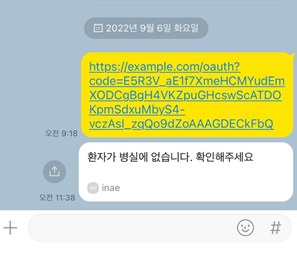 2022년 9월 6일 화요일
https://example.com/oauth?
code=E5R3V_aE1f7XmeHCMYudEm
XODCgBgH4VKZpuGHcswScATDO
KpmSdxuMbyS4-
vczAsl_zqQo9dZoAAAGDECkFbQ
오전 9:18
환자가 병실에 없습니다. 확인해주세요
inae
오전 11:38